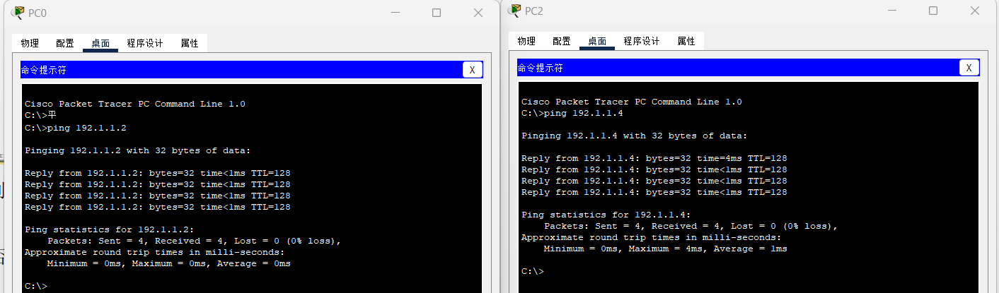 PC0
物理 配置 桌面 程序设计 属性
命令提示符 X
Cisco Packet Tracer PC Command Line 1.0
C:\>平
C:\>ping 192.1.1.2
Pinging 192.1.1.2 with 32 bytes of data:
Reply from 192.1.1.2: bytes=32 time<1ms TTL=128
Reply from 192.1.1.2: bytes=32 time<1ms TTL=128
Reply from 192.1.1.2: bytes=32 time<1ms TTL=128
Reply from 192.1.1.2: bytes=32 time<1ms TTL=128
Ping statistics for 192.1.1.2:
Packets: Sent = 4, Received = 4, Lost = 0 (0% loss),
Approximate round trip times in milli-seconds:
Minimum = 0ms, Maximum = 0ms, Average = 0ms
C:\>
PC2
物理 配置 桌面 程序设计 属性
命令提示符 X
Cisco Packet Tracer PC Command Line 1.0
C:\>ping 192.1.1.4
Pinging 192.1.1.4 with 32 bytes of data:
Reply from 192.1.1.4: bytes=32 time=4ms TTL=128
Reply from 192.1.1.4: bytes=32 time<1ms TTL=128
Reply from 192.1.1.4: bytes=32 time<1ms TTL=128
Reply from 192.1.1.4: bytes=32 time<1ms TTL=128
Ping statistics for 192.1.1.4:
Packets: Sent = 4, Received = 4, Lost = 0 (0% loss),
Approximate round trip times in milli-seconds:
Minimum = 0ms, Maximum = 4ms, Average = 1ms
C:\>